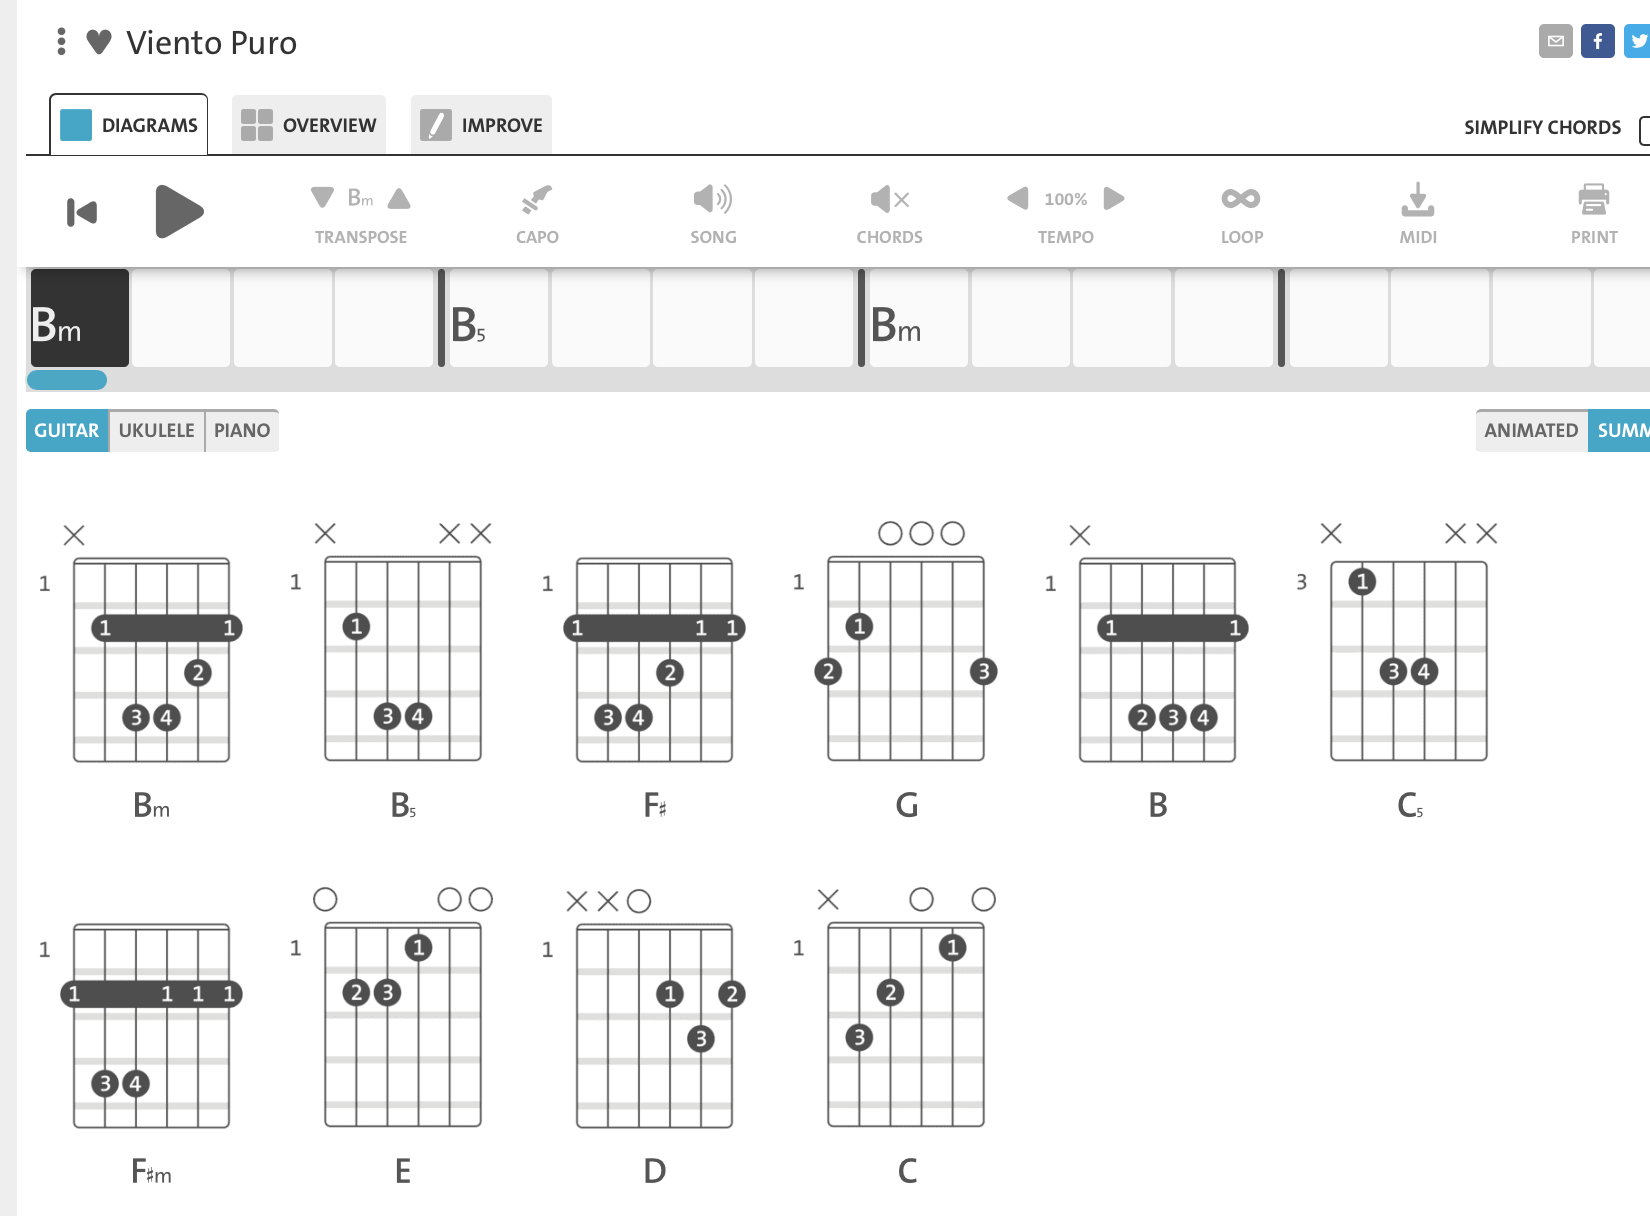 Viento Puro
DIAGRAMS OVERVIEW IMPROVE SIMPLIFY CHORDS
Bm 100%
TRANSPOSE CAPO SONG CHORDS TEMPO LOOP MIDI PRINT
Bm B5 Bm
GUITAR UKULELE PIANO ANIMATED SUMM
1 1 1 1 1 3 1
1 1 1 1 1 1 1 1 1
2 2 2 3
3 4 3 4 3 4 2 3 4 3 4
Bm B5 F♯ G B C5
1 1 1 1 1 1
1 1 1 1 2 3 1 2 2
3 3
3 4
F♯m E D C